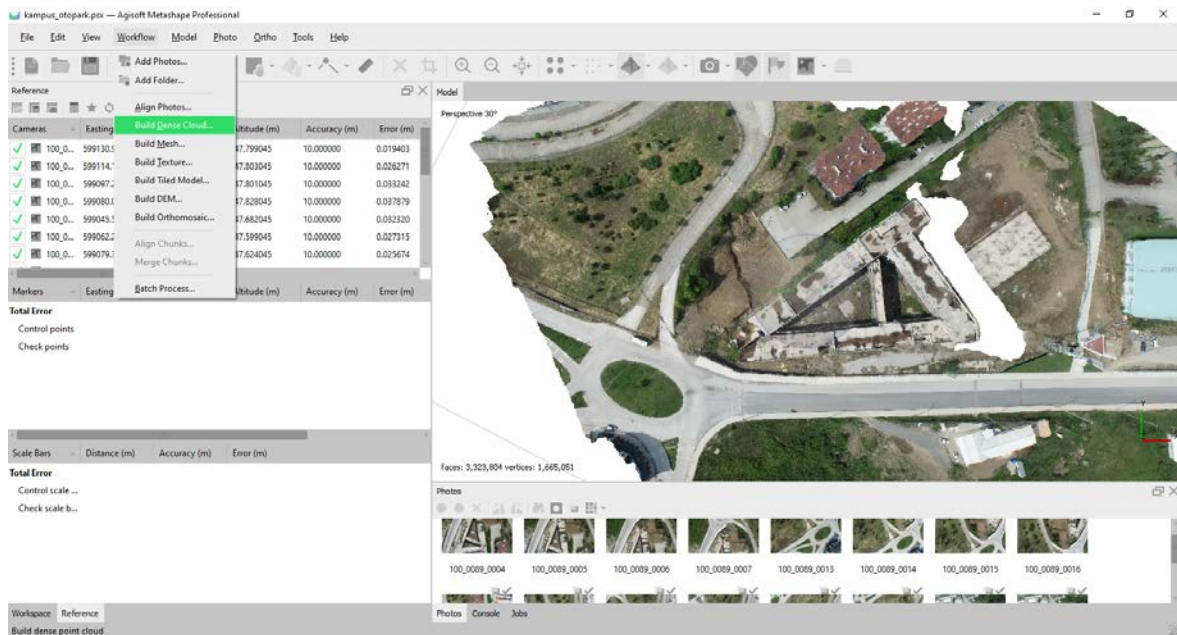 kampus_otopark.psx — Agisoft Metashape Professional
File Edit View Workflow Model Photo Ortho Tools Help
Add Photos...
Add Folder...
Align Photos...
Build Dense Cloud...
Build Mesh...
Build Texture...
Build Tiled Model...
Build DEM...
Build Orthomosaic...
Align Chunks...
Merge Chunks...
Batch Process...
Reference
Cameras Easting Altitude (m) Accuracy (m) Error (m)
100_0... 599130.9 47.799045 10.000000 0.019403
100_0... 599114. 47.803045 10.000000 0.026271
100_0... 599097.2 47.801045 10.000000 0.033242
100_0... 599080.0 47.828045 10.000000 0.037879
100_0... 599045.5 47.682045 10.000000 0.032320
100_0... 599062.2 47.599045 10.000000 0.027315
100_0... 599079.3 47.624045 10.000000 0.025674
Markers Easting Altitude (m) Accuracy (m) Error (m)
Total Error
Control points
Check points
Scale Bars Distance (m) Accuracy (m) Error (m)
Total Error
Control scale ...
Check scale b...
Workspace Reference
Build dense point cloud
Model
Perspective 30°
Y
faces: 3,323,804 vertices: 1,665,051
Photos
100_0089_0004 100_0089_0005 100_0089_0006 100_0089_0007 100_0089_0013 100_0089_0014 100_0089_0015 100_0089_0016
Photos Console Jobs